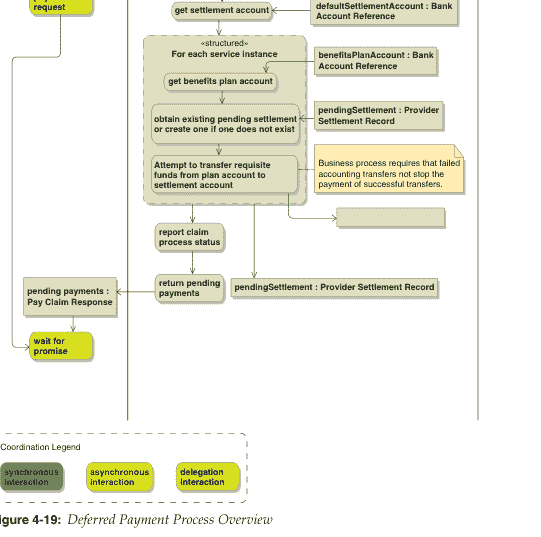 request
get settlement account
defaultSettlementAccount : Bank
Account Reference
«structured»
For each service instance
benefitsPlanAccount : Bank
Account Reference
get benefits plan account
pendingSettlement : Provider
Settlement Record
obtain existing pending settlement
or create one if one does not exist
Attempt to transfer requisite
funds from plan account to
settlement account
Business process requires that failed
accounting transfers not stop the
payment of successful transfers.
report claim
process status
pending payments :
Pay Claim Response
return pending
payments
pendingSettlement : Provider Settlement Record
wait for
promise
Coordination Legend
synchronous
interaction
asynchronous
interaction
delegation
interaction
igure 4-19: Deferred Payment Process Overview